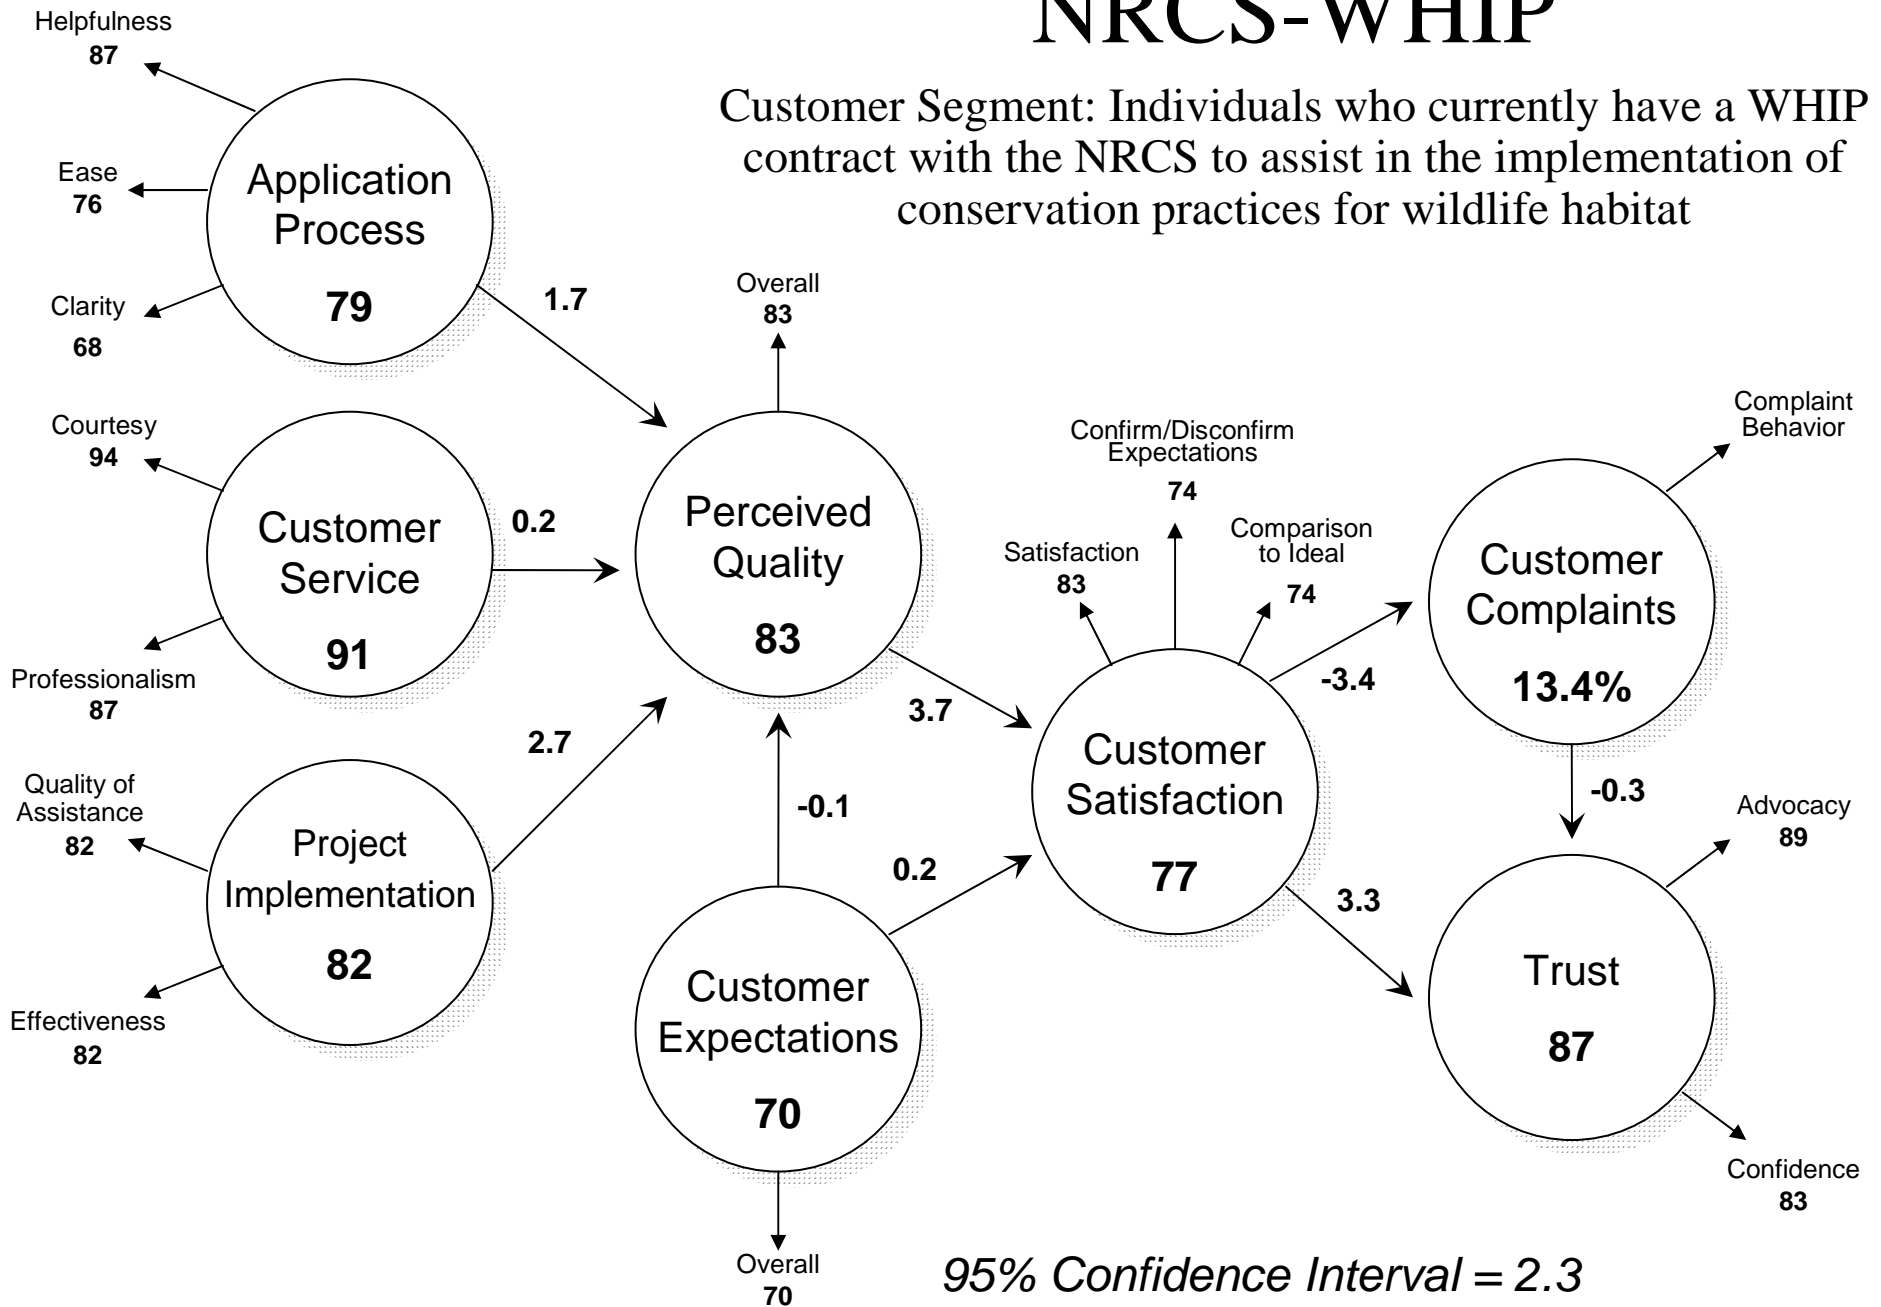 NRCS-WHIP
Customer Segment: Individuals who currently have a WHIP
contract with the NRCS to assist in the implementation of
conservation practices for wildlife habitat
Helpfulness
87
Ease
76
Clarity
68
Application
Process
79
1.7
Courtesy
94
Professionalism
87
Customer
Service
91
0.2
Quality of
Assistance
82
Effectiveness
82
Project
Implementation
82
2.7
Overall
83
Perceived
Quality
83
3.7
-0.1
Customer
Expectations
70
Overall
70
0.2
Satisfaction
83
Confirm/Disconfirm
Expectations
74
Comparison
to Ideal
74
Customer
Satisfaction
77
-3.4
3.3
Complaint
Behavior
Customer
Complaints
13.4%
-0.3
Advocacy
89
Trust
87
Confidence
83
95% Confidence Interval = 2.3